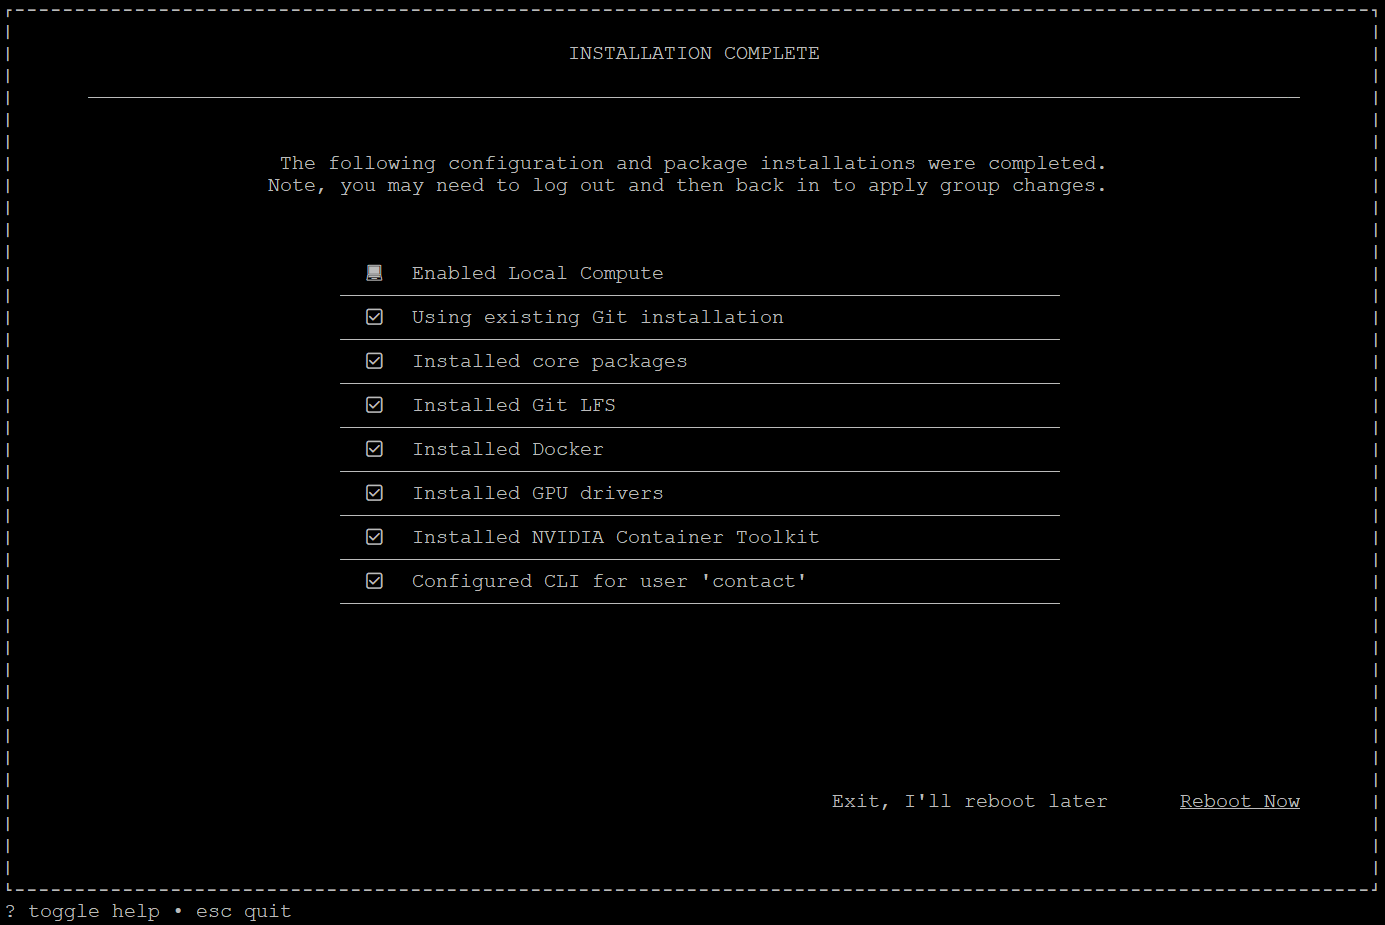 INSTALLATION COMPLETE
The following configuration and package installations were completed.
Note, you may need to log out and then back in to apply group changes.
Enabled Local Compute
Using existing Git installation
Installed core packages
Installed Git LFS
Installed Docker
Installed GPU drivers
Installed NVIDIA Container Toolkit
Configured CLI for user 'contact'
Exit, I'll reboot later Reboot Now
? toggle help • esc quit